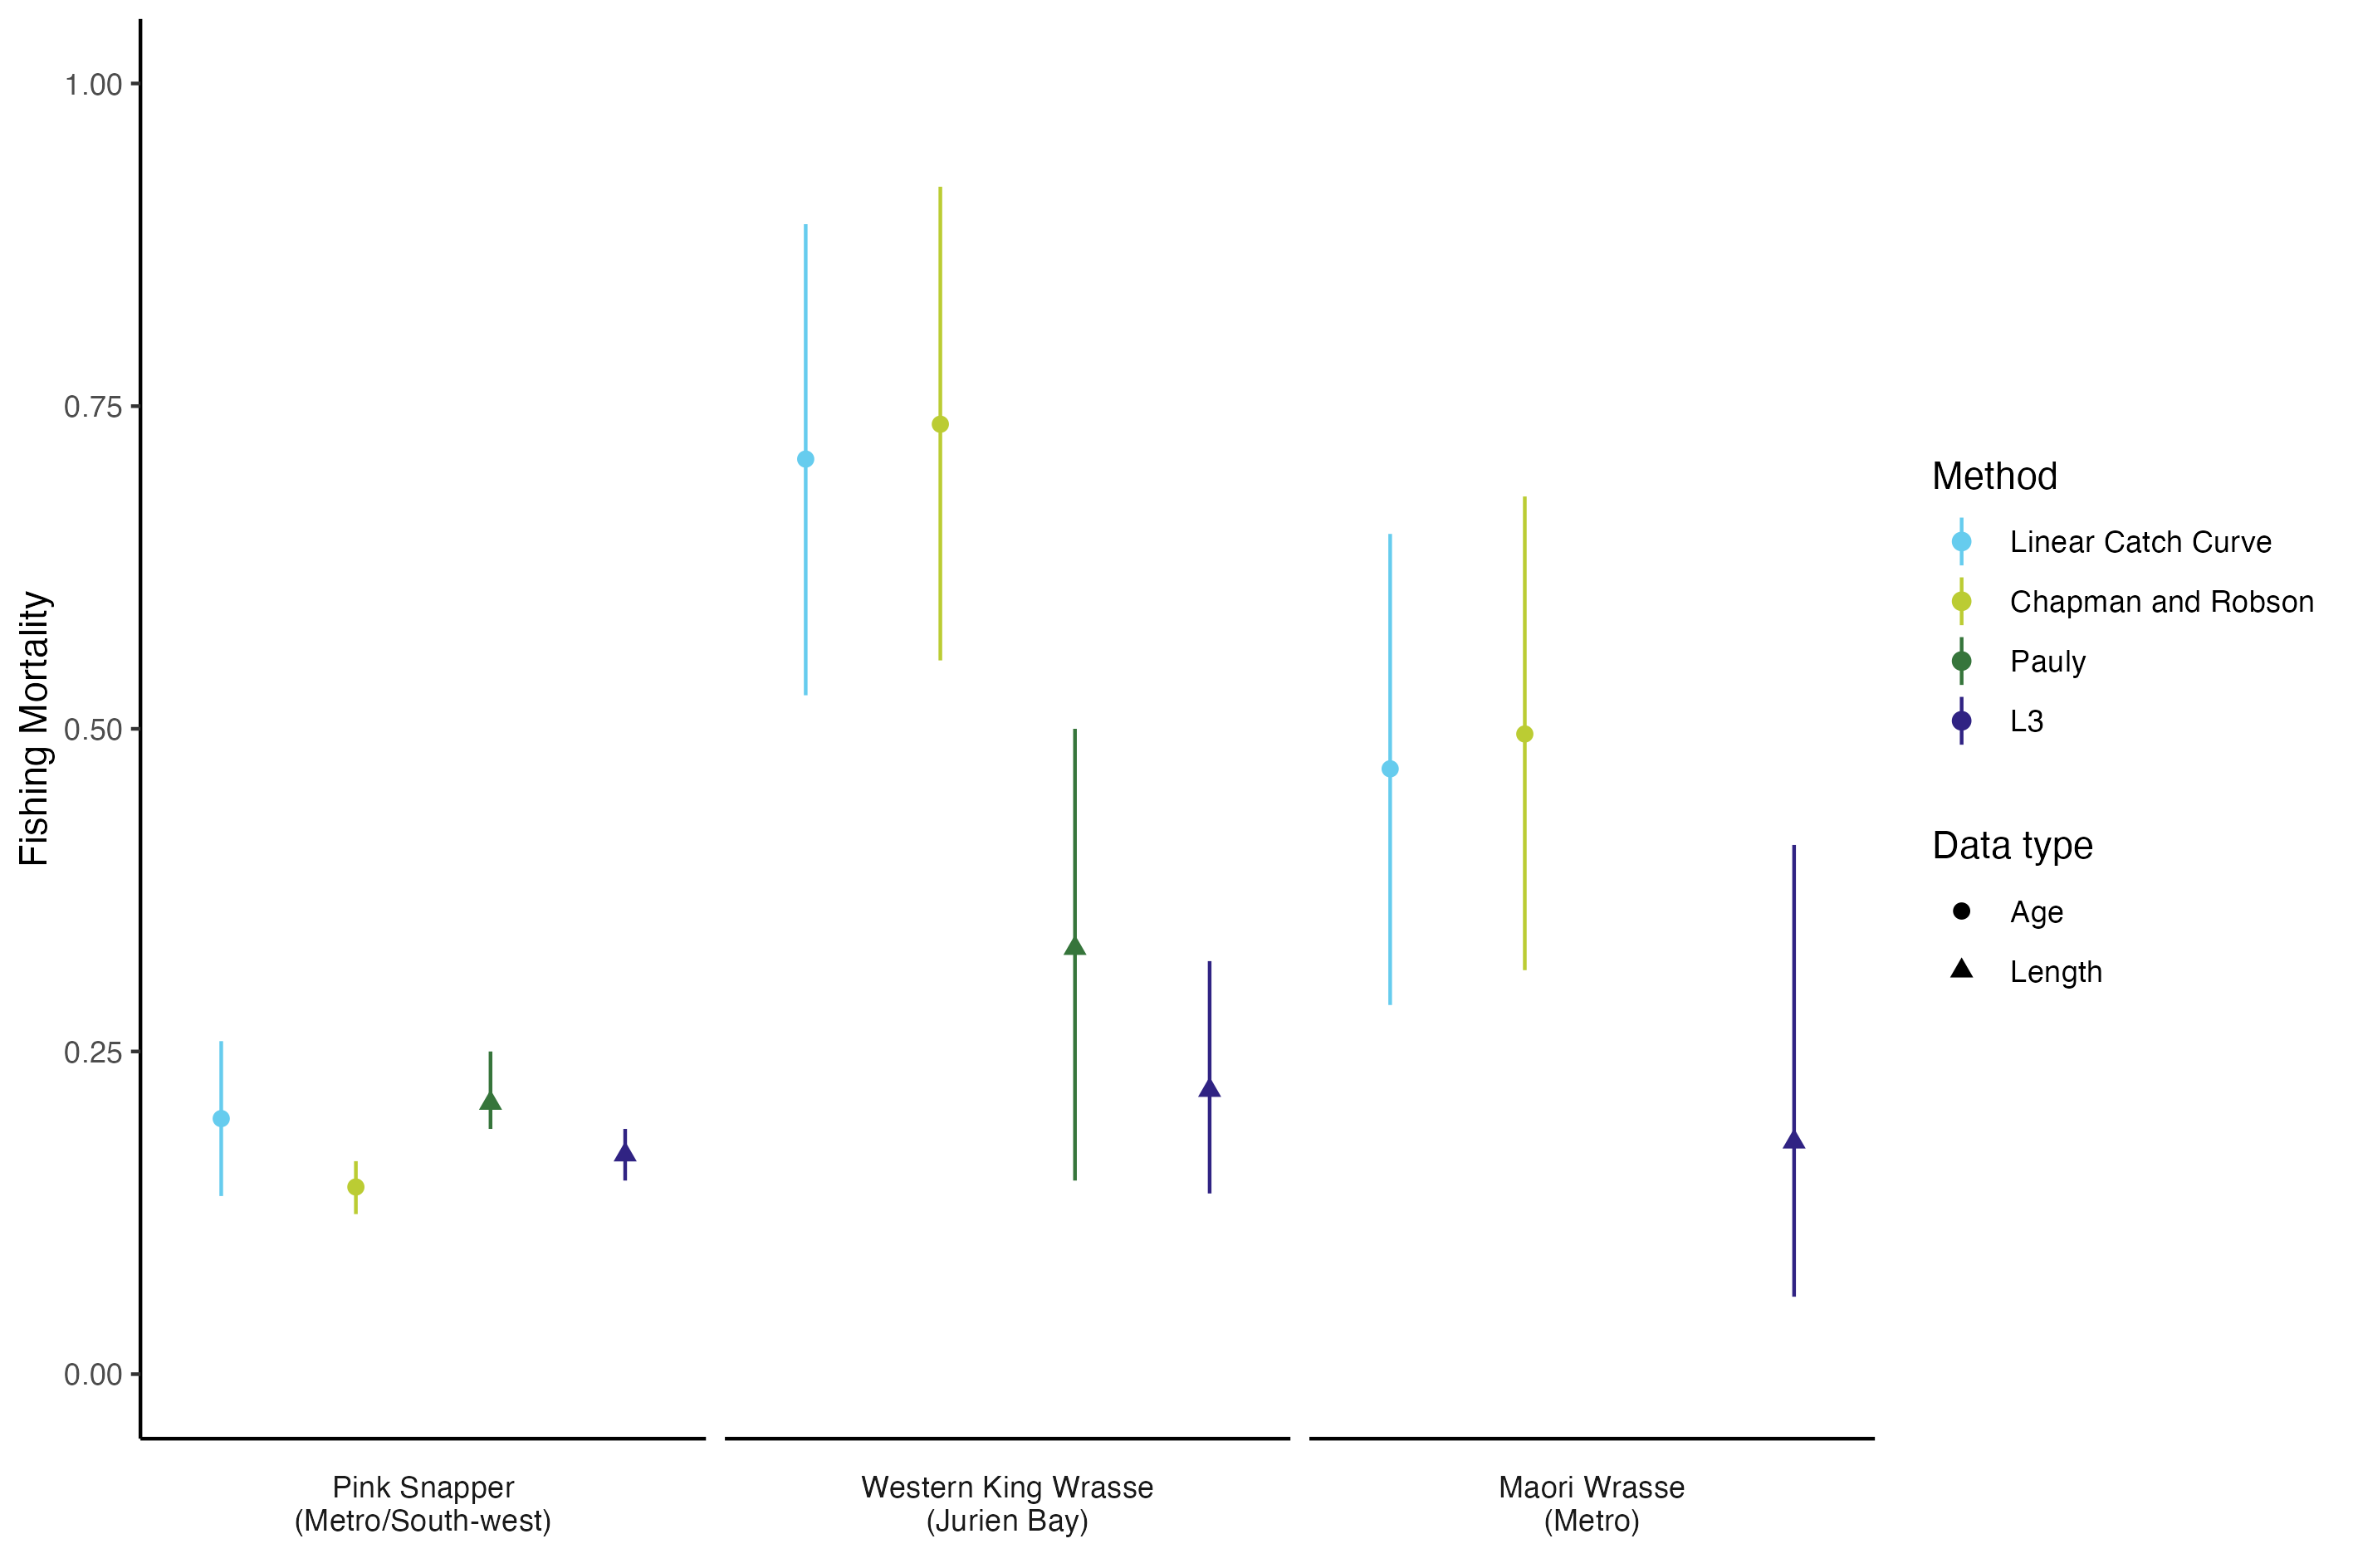 Fishing Mortality
1.00
0.75
0.50
0.25
0.00
Pink Snapper
(Metro/South-west)
Western King Wrasse
(Jurien Bay)
Maori Wrasse
(Metro)
Method
Linear Catch Curve
Chapman and Robson
Pauly
L3
Data type
Age
Length